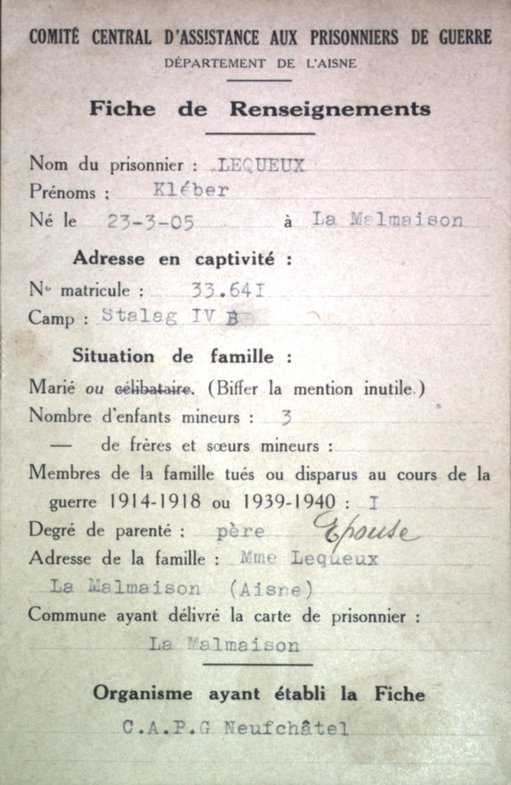 COMITÉ CENTRAL D'ASSISTANCE AUX PRISONNIERS DE GUERRE
DÉPARTEMENT DE L'AISNE
Fiche de Renseignements
Nom du prisonnier : LEQUEUX
Prénoms : Kléber
Né le 23-3-05 à La Malmaison
Adresse en captivité :
N° matricule : 33.64I
Camp : Stalag IV B
Situation de famille :
Marié ou célibataire. (Biffer la mention inutile.)
Nombre d'enfants mineurs : 3
— de frères et sœurs mineurs :
Membres de la famille tués ou disparus au cours de la
guerre 1914-1918 ou 1939-1940 : I
Degré de parenté : père Epouse
Adresse de la famille : Mme Lequeux
La Malmaison (Aisne)
Commune ayant délivré la carte de prisonnier :
La Malmaison
Organisme ayant établi la Fiche
C.A.P.G Neufchâtel